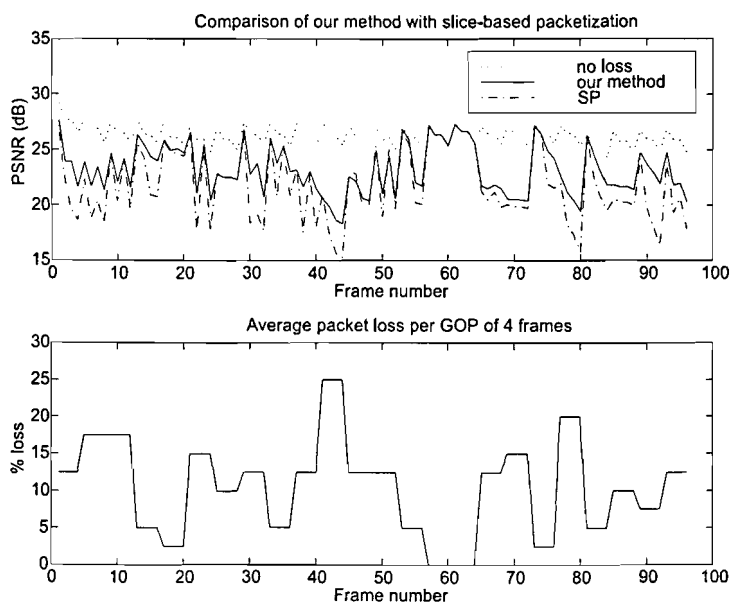 Comparison of our method with slice-based packetization
35
30
25
20
15
PSNR (dB)
no loss
our method
SP
0 10 20 30 40 50 60 70 80 90 100
Frame number
Average packet loss per GOP of 4 frames
30
25
20
15
10
5
0
% loss
0 10 20 30 40 50 60 70 80 90 100
Frame number